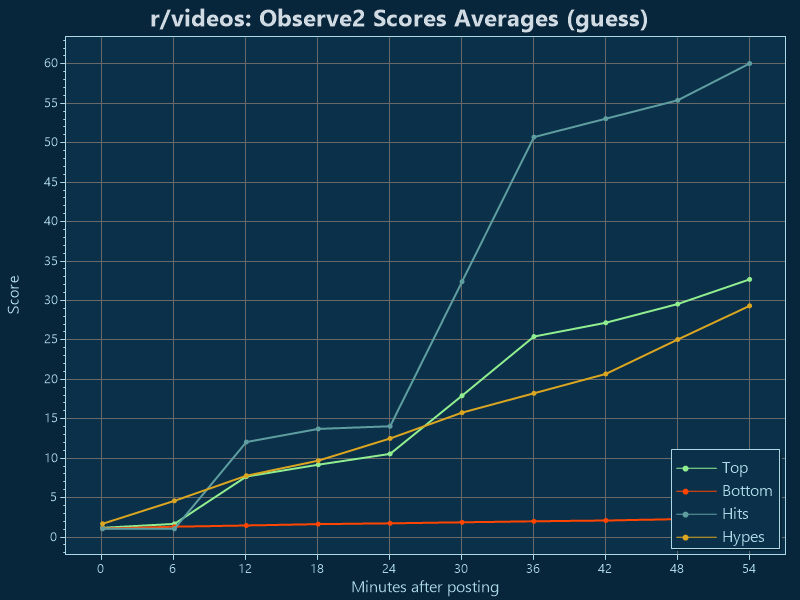 r/videos: Observe2 Scores Averages (guess)
Score
60
55
50
45
40
35
30
25
20
15
10
5
0
Top
Bottom
Hits
Hypes
0 6 12 18 24 30 36 42 48 54
Minutes after posting